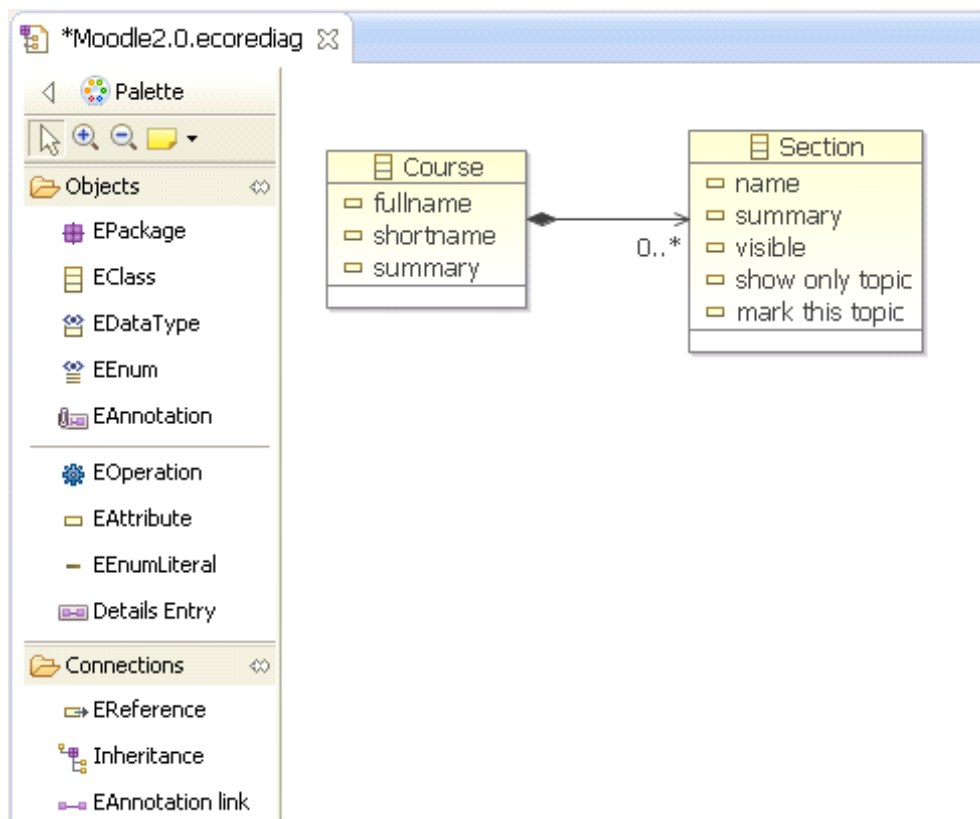 *Moodle2.0.ecorediag
Palette
Objects
EPackage
EClass
EDataType
EEnum
EAnnotation
EOperation
EAttribute
EEnumLiteral
Details Entry
Connections
EReference
Inheritance
EAnnotation link
Course
fullname
shortname
summary
0..*
Section
name
summary
visible
show only topic
mark this topic